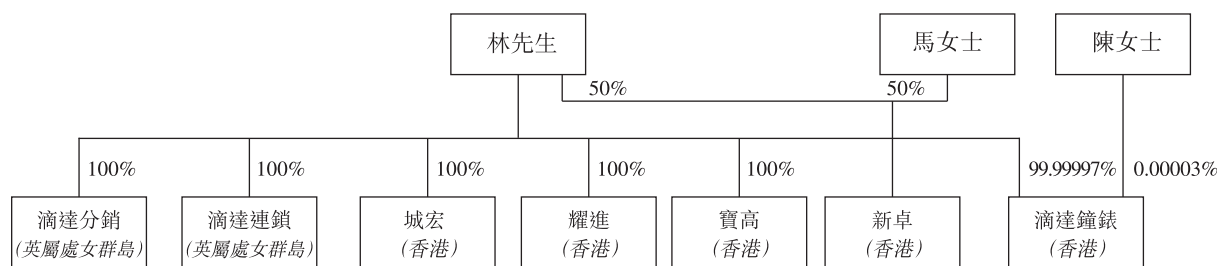 林先生
馬女士
陳女士
50%
50%
100%
100%
100%
100%
100%
99.99997%
0.00003%
滴達分銷
(英屬處女群島)
滴達連鎖
(英屬處女群島)
城宏
(香港)
耀進
(香港)
寶高
(香港)
新卓
(香港)
滴達鐘錶
(香港)